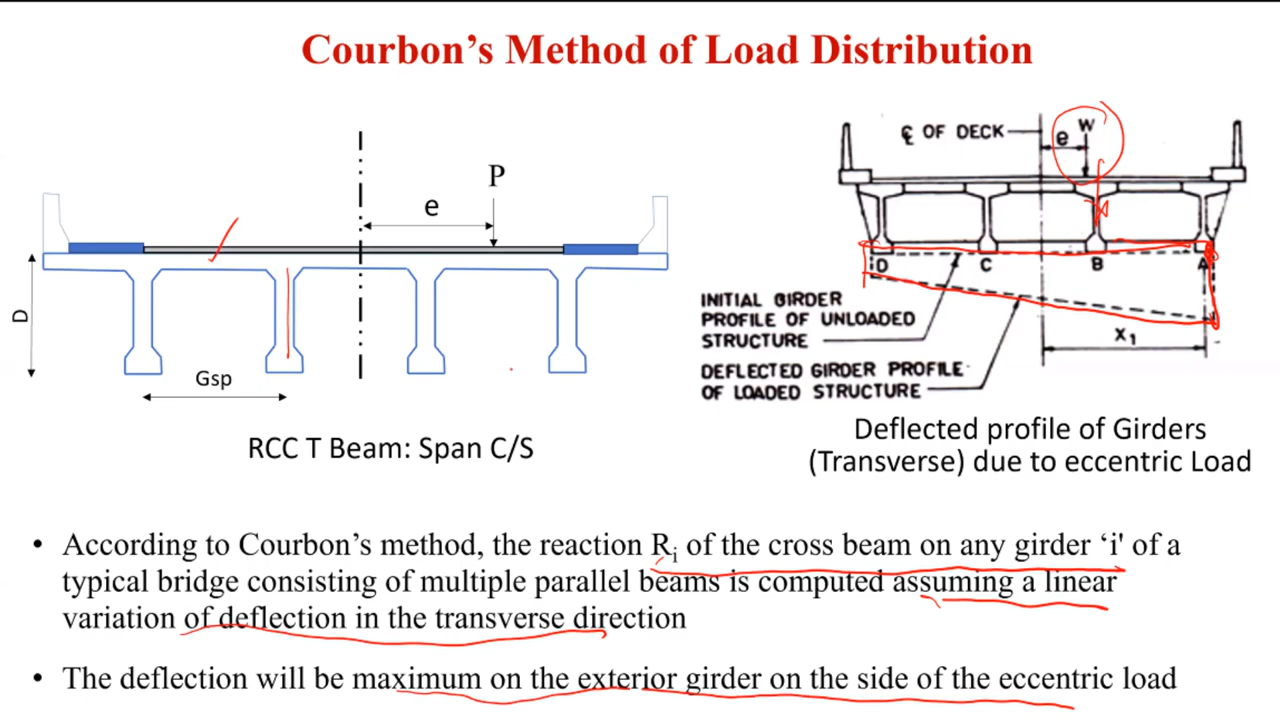 Courbon’s Method of Load Distribution
P
e
D
Gsp
RCC T Beam: Span C/S
℄ OF DECK
e
W
D
C
B
A
INITIAL GIRDER
PROFILE OF UNLOADED
STRUCTURE
X1
DEFLECTED GIRDER PROFILE
OF LOADED STRUCTURE
Deflected profile of Girders
(Transverse) due to eccentric Load
• According to Courbon’s method, the reaction Ri of the cross beam on any girder ‘i' of a
typical bridge consisting of multiple parallel beams is computed assuming a linear
variation of deflection in the transverse direction
• The deflection will be maximum on the exterior girder on the side of the eccentric load